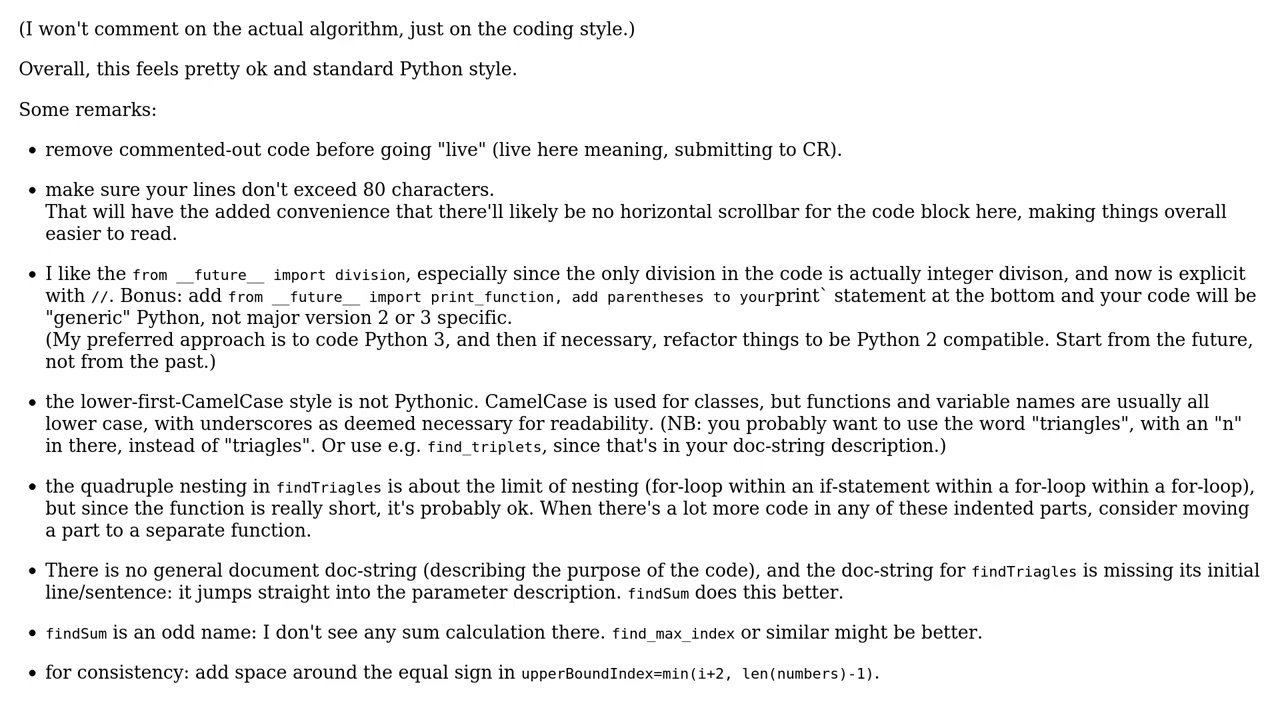 (I won't comment on the actual algorithm, just on the coding style.)
Overall, this feels pretty ok and standard Python style.
Some remarks:
• remove commented-out code before going "live" (live here meaning, submitting to CR).
• make sure your lines don't exceed 80 characters.
That will have the added convenience that there'll likely be no horizontal scrollbar for the code block here, making things overall
easier to read.
• I like the from __future__ import division, especially since the only division in the code is actually integer divison, and now is explicit
with //. Bonus: add from __future__ import print_function, add parentheses to yourprint` statement at the bottom and your code will be
"generic" Python, not major version 2 or 3 specific.
(My preferred approach is to code Python 3, and then if necessary, refactor things to be Python 2 compatible. Start from the future,
not from the past.)
• the lower-first-CamelCase style is not Pythonic. CamelCase is used for classes, but functions and variable names are usually all
lower case, with underscores as deemed necessary for readability. (NB: you probably want to use the word "triangles", with an "n"
in there, instead of "triagles". Or use e.g. find_triplets, since that's in your doc-string description.)
• the quadruple nesting in findTriagles is about the limit of nesting (for-loop within an if-statement within a for-loop within a for-loop),
but since the function is really short, it's probably ok. When there's a lot more code in any of these indented parts, consider moving
a part to a separate function.
• There is no general document doc-string (describing the purpose of the code), and the doc-string for findTriagles is missing its initial
line/sentence: it jumps straight into the parameter description. findSum does this better.
• findSum is an odd name: I don't see any sum calculation there. find_max_index or similar might be better.
• for consistency: add space around the equal sign in upperBoundIndex=min(i+2, len(numbers)-1).